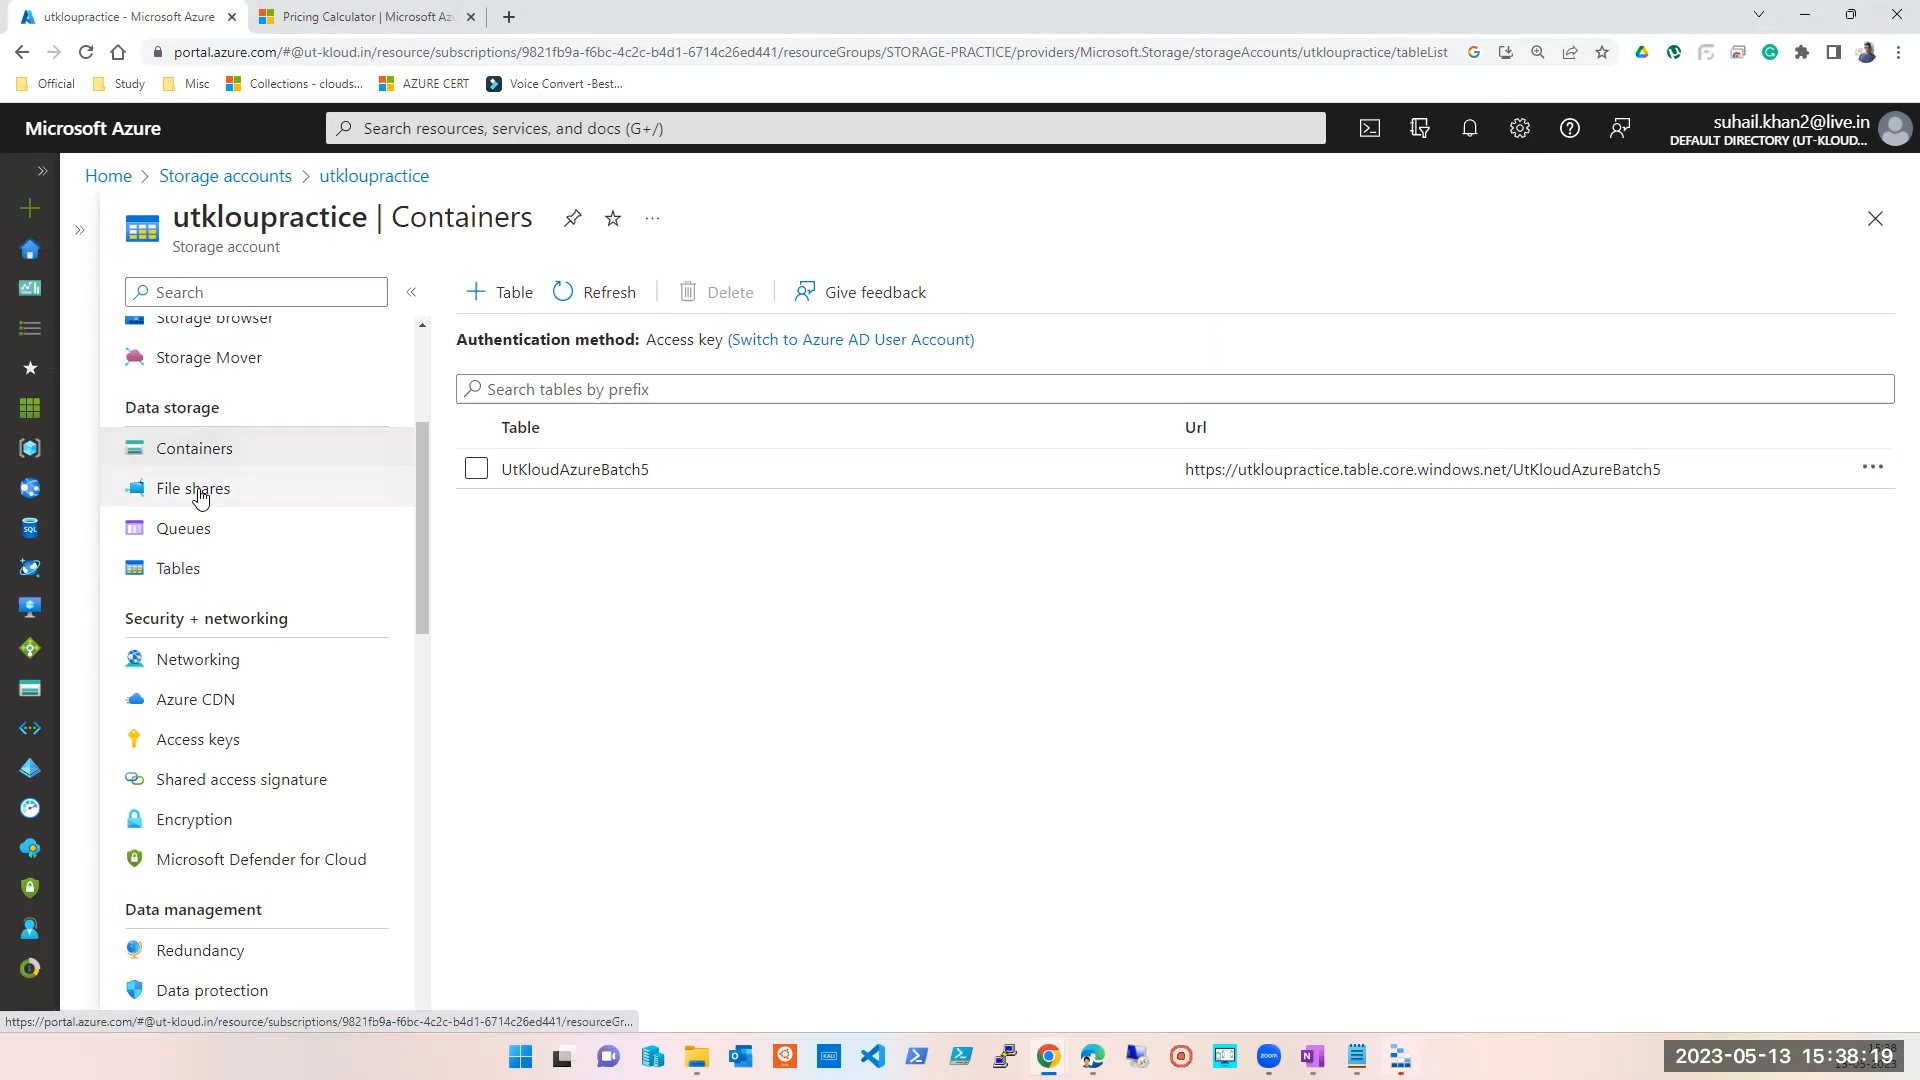 utkloupractice - Microsoft Azure
Pricing Calculator | Microsoft Az
portal.azure.com/#@ut-kloud.in/resource/subscriptions/9821fb9a-f6bc-4c2c-b4d1-6714c26ed441/resourceGroups/STORAGE-PRACTICE/providers/Microsoft.Storage/storageAccounts/utkloupractice/tableList
Official
Study
Misc
Collections - clouds...
AZURE CERT
Voice Convert -Best...
Microsoft Azure
Search resources, services, and docs (G+/)
suhail.khan2@live.in
DEFAULT DIRECTORY (UT-KLOUD...
Home > Storage accounts > utkloupractice
utkloupractice | Containers
Storage account
Search
Table
Refresh
Delete
Give feedback
Storage browser
Storage Mover
Data storage
Containers
File shares
Queues
Tables
Security + networking
Networking
Azure CDN
Access keys
Shared access signature
Encryption
Microsoft Defender for Cloud
Data management
Redundancy
Data protection
Authentication method: Access key (Switch to Azure AD User Account)
Search tables by prefix
Table
Url
UtKloudAzureBatch5
https://utkloupractice.table.core.windows.net/UtKloudAzureBatch5
https://portal.azure.com/#@ut-kloud.in/resource/subscriptions/9821fb9a-f6bc-4c2c-b4d1-6714c26ed441/resourceGr...
2023-05-13 15:38:19